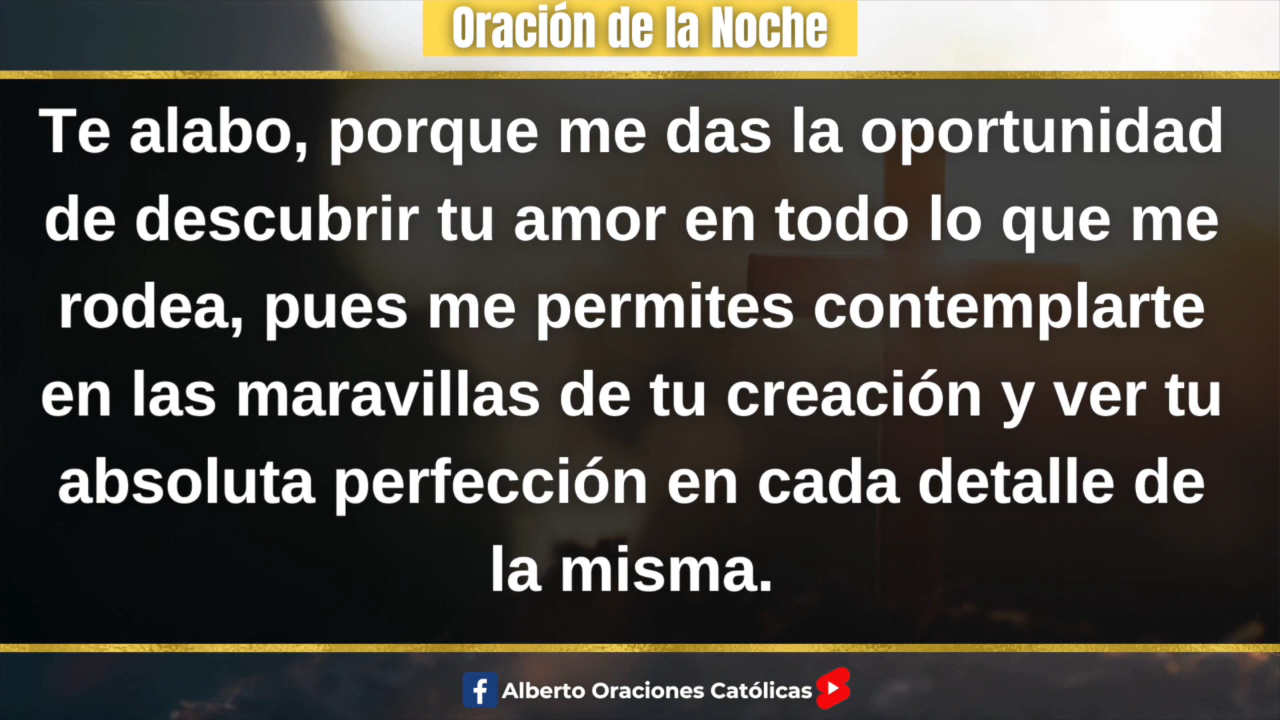 Oración de la Noche
Te alabo, porque me das la oportunidad
de descubrir tu amor en todo lo que me
rodea, pues me permites contemplarte
en las maravillas de tu creación y ver tu
absoluta perfección en cada detalle de
la misma.
Alberto Oraciones Católicas